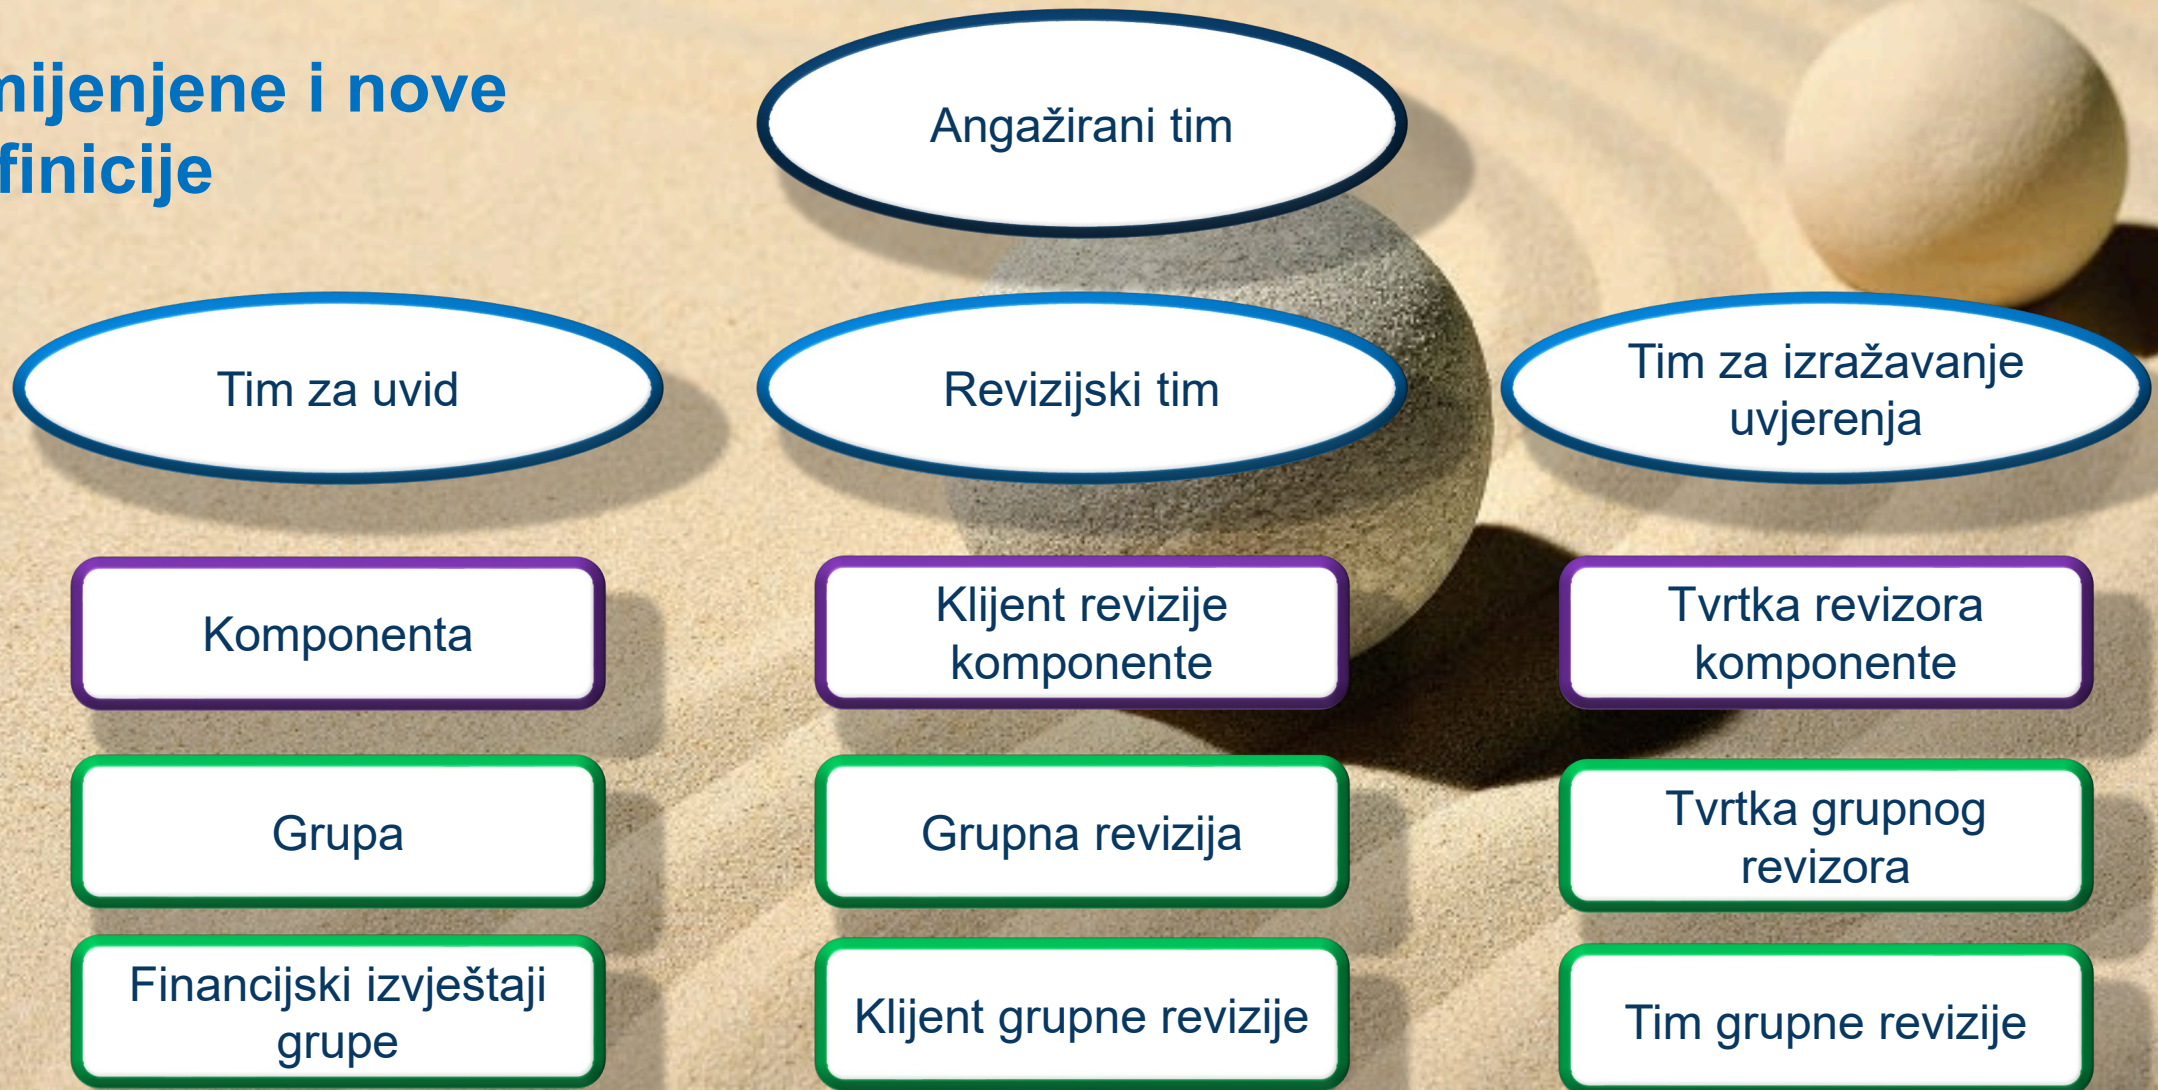 mijenjene i nove
finicije
Angažirani tim
Tim za uvid
Revizijski tim
Tim za izražavanje
uvjerenja
Komponenta
Klijent revizije
komponente
Tvrtka revizora
komponente
Grupa
Grupna revizija
Tvrtka grupnog
revizora
Financijski izvještaji
grupe
Klijent grupne revizije
Tim grupne revizije